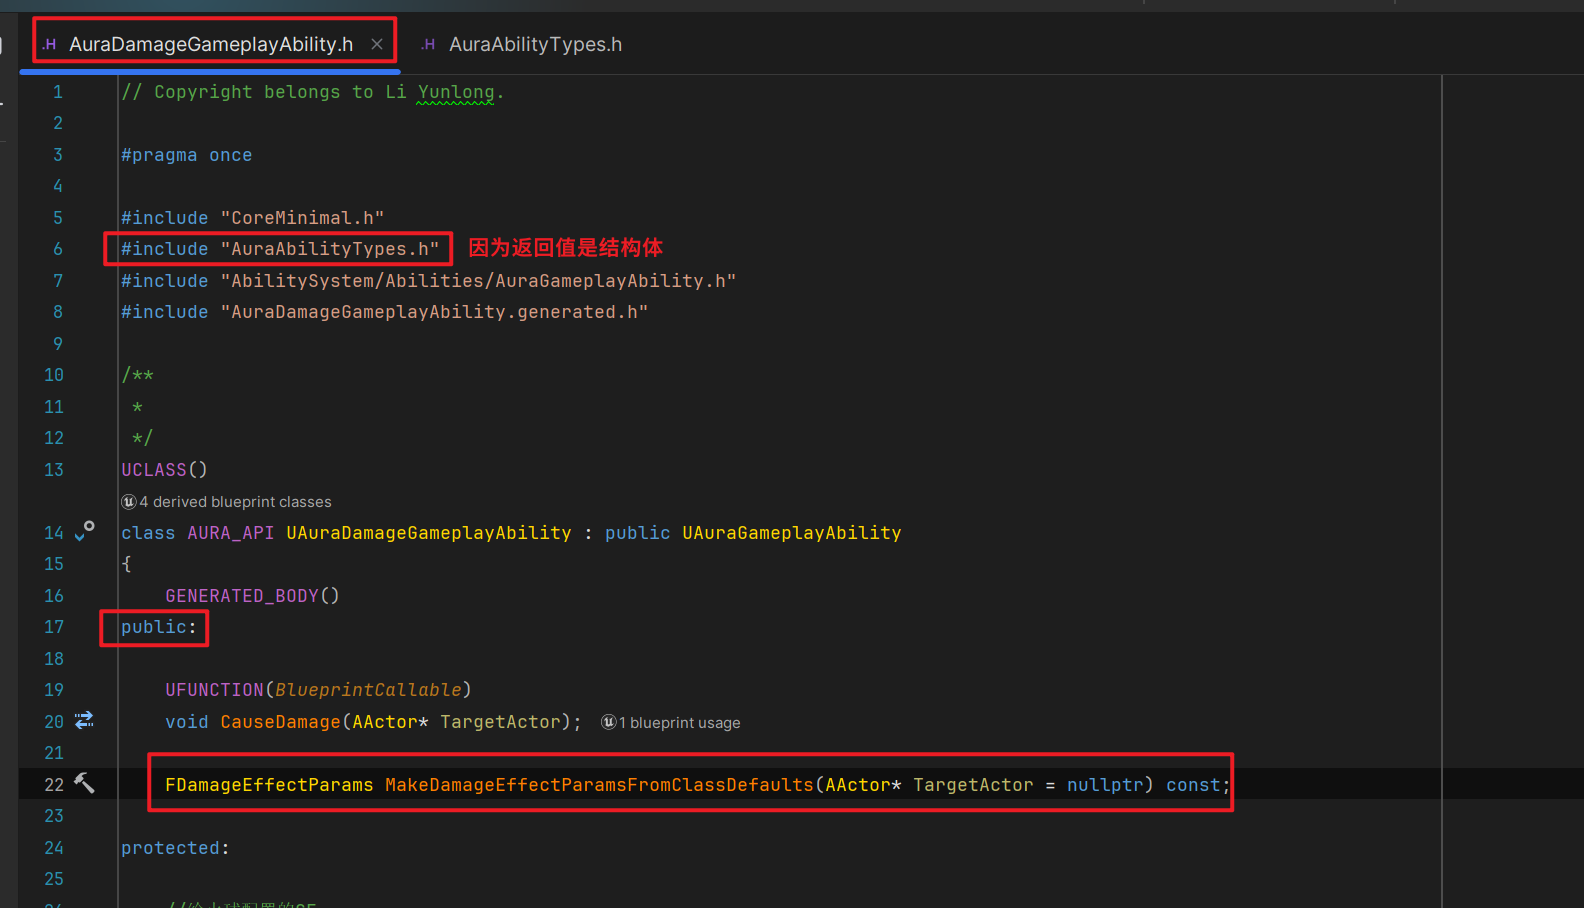 .H AuraDamageGameplayAbility.h × .H AuraAbilityTypes.h
1 // Copyright belongs to Li Yunlong.
2
3 #pragma once
4
5 #include "CoreMinimal.h"
6 #include "AuraAbilityTypes.h" 因为返回值是结构体
7 #include "AbilitySystem/Abilities/AuraGameplayAbility.h"
8 #include "AuraDamageGameplayAbility.generated.h"
9
10 /**
11 *
12 */
13 UCLASS()
4 derived blueprint classes
14 class AURA_API UAuraDamageGameplayAbility : public UAuraGameplayAbility
15 {
16 GENERATED_BODY()
17 public:
18
19 UFUNCTION(BlueprintCallable)
20 void CauseDamage(AActor* TargetActor); 1 blueprint usage
21
22 FDamageEffectParams MakeDamageEffectParamsFromClassDefaults(AActor* TargetActor = nullptr) const;
23
24 protected:
25